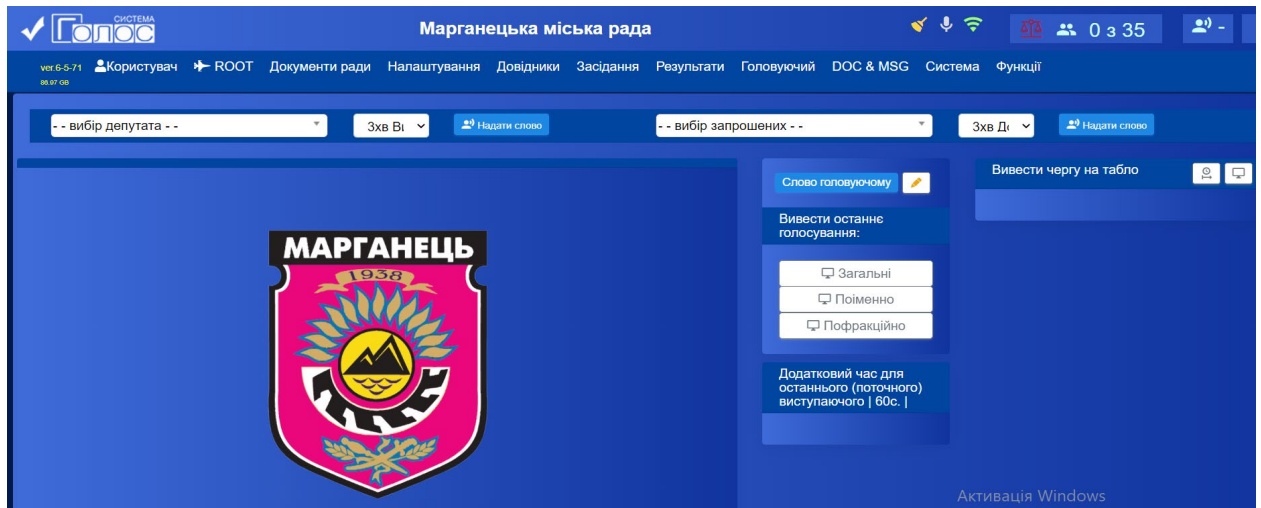 СИСТЕМА
Голос
Марганецька міська рада
0 з 35
-
ver.6-5-71
88.97 GB
Користувач
ROOT
Документи ради
Налаштування
Довідники
Засідання
Результати
Головуючий
DOC & MSG
Система
Функції
- - вибір депутата - -
3хв Ви
Надати слово
- - вибір запрошених - -
3хв До
Надати слово
Слово головуючому
Вивести чергу на табло
Вивести останнє
голосування:
Загальні
Поіменно
Пофракційно
Додатковий час для
останнього (поточного)
виступаючого | 60с. |
МАРГАНЕЦЬ
1938
Активація Windows